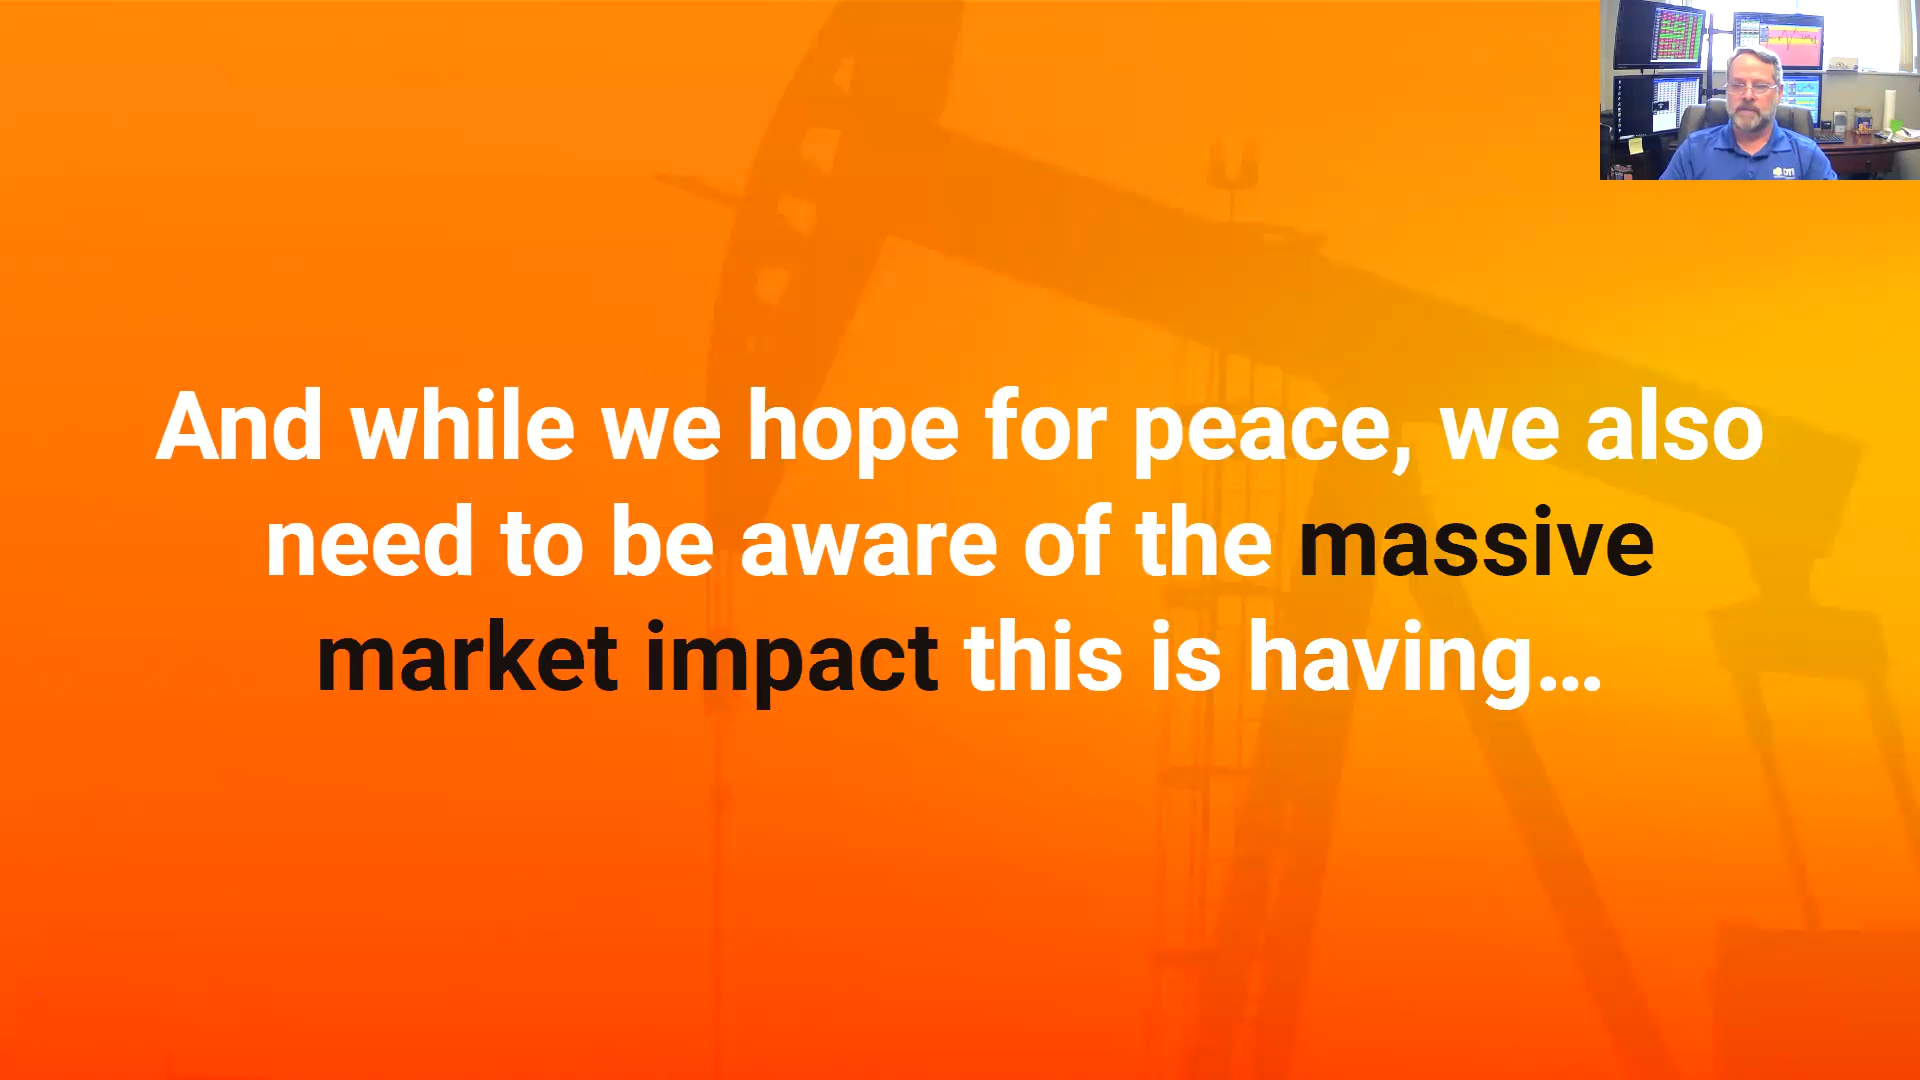 And while we hope for peace, we also
need to be aware of the massive
market impact this is having...
DTI